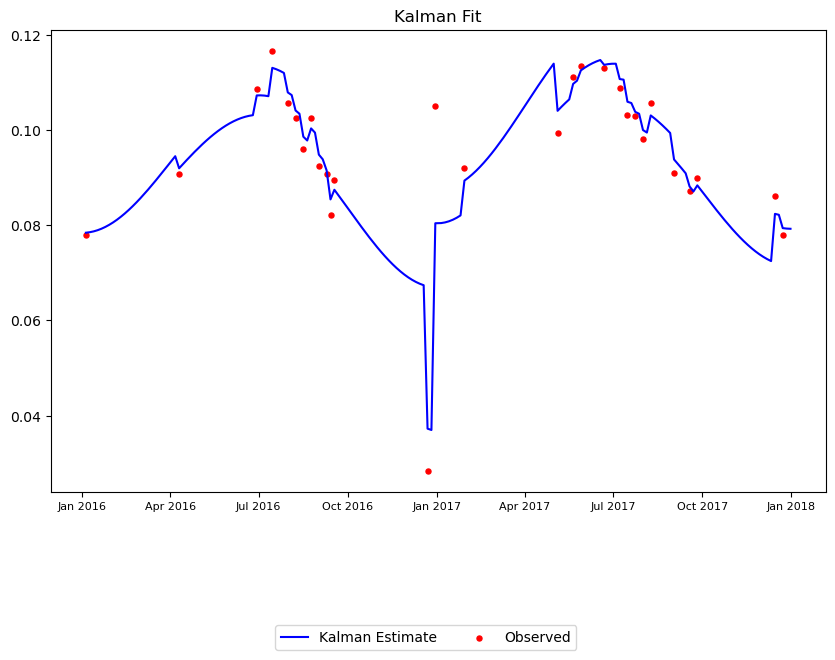 Kalman Fit
0.12
0.10
0.08
0.06
0.04
Jan 2016 Apr 2016 Jul 2016 Oct 2016 Jan 2017 Apr 2017 Jul 2017 Oct 2017 Jan 2018
Kalman Estimate Observed